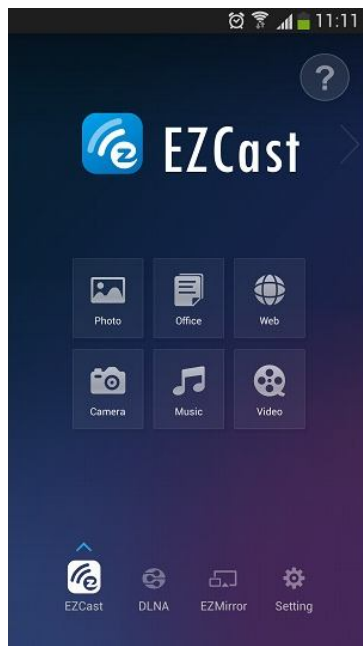 11:11
?
EZCast
Photo
Office
Web
Camera
Music
Video
EZCast
DLNA
EZMirror
Setting